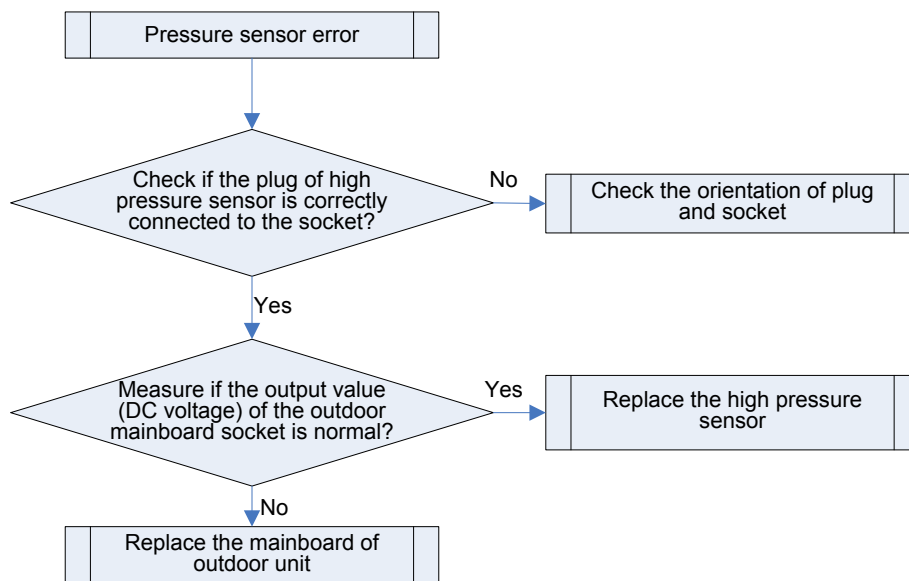 Pressure sensor error
Check if the plug of high
pressure sensor is correctly
connected to the socket?
No
Check the orientation of plug
and socket
Yes
Measure if the output value
(DC voltage) of the outdoor
mainboard socket is normal?
Yes
Replace the high pressure
sensor
No
Replace the mainboard of
outdoor unit